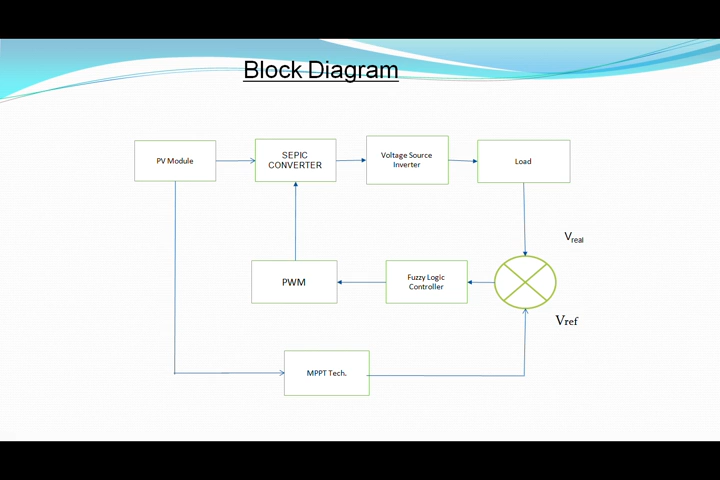 Block Diagram
PV Module
SEPIC
CONVERTER
Voltage Source
Inverter
Load
Vreal
PWM
Fuzzy Logic
Controller
Vref
MPPT Tech.